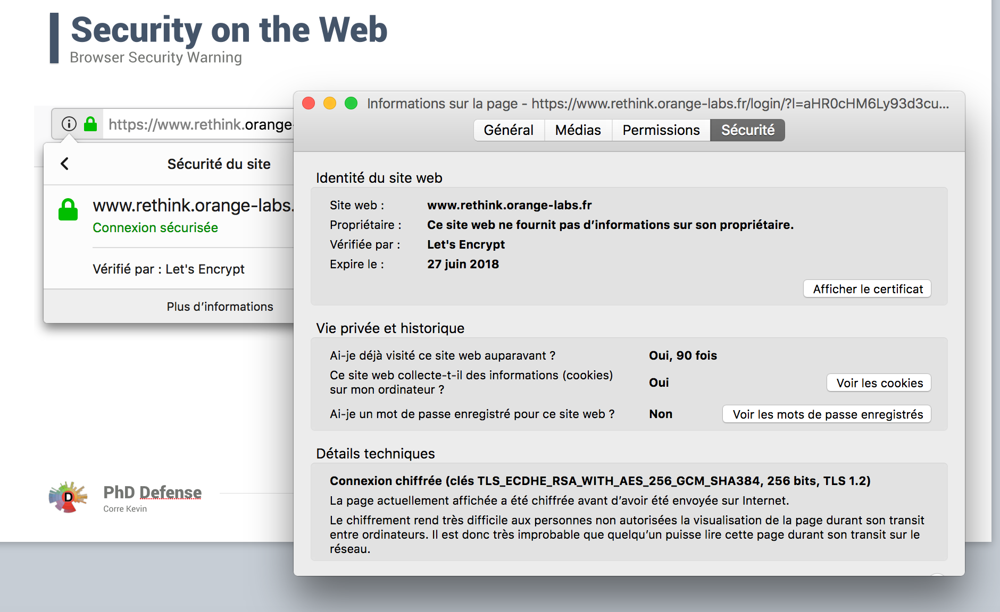 Security on the Web
Browser Security Warning
https://www.rethink.orange-
Sécurité du site
www.rethink.orange-labs.
Connexion sécurisée
Vérifié par : Let's Encrypt
Plus d’informations
Informations sur la page - https://www.rethink.orange-labs.fr/login/?l=aHR0cHM6Ly93d3cu...
Général Médias Permissions Sécurité
Identité du site web
Site web : www.rethink.orange-labs.fr
Propriétaire : Ce site web ne fournit pas d’informations sur son propriétaire.
Vérifiée par : Let's Encrypt
Expire le : 27 juin 2018
Afficher le certificat
Vie privée et historique
Ai-je déjà visité ce site web auparavant ? Oui, 90 fois
Ce site web collecte-t-il des informations (cookies)
sur mon ordinateur ? Oui Voir les cookies
Ai-je un mot de passe enregistré pour ce site web ? Non Voir les mots de passe enregistrés
Détails techniques
Connexion chiffrée (clés TLS_ECDHE_RSA_WITH_AES_256_GCM_SHA384, 256 bits, TLS 1.2)
La page actuellement affichée a été chiffrée avant d’avoir été envoyée sur Internet.
Le chiffrement rend très difficile aux personnes non autorisées la visualisation de la page durant son transit
entre ordinateurs. Il est donc très improbable que quelqu’un puisse lire cette page durant son transit sur le
réseau.
D
PhD Defense
Corre Kevin